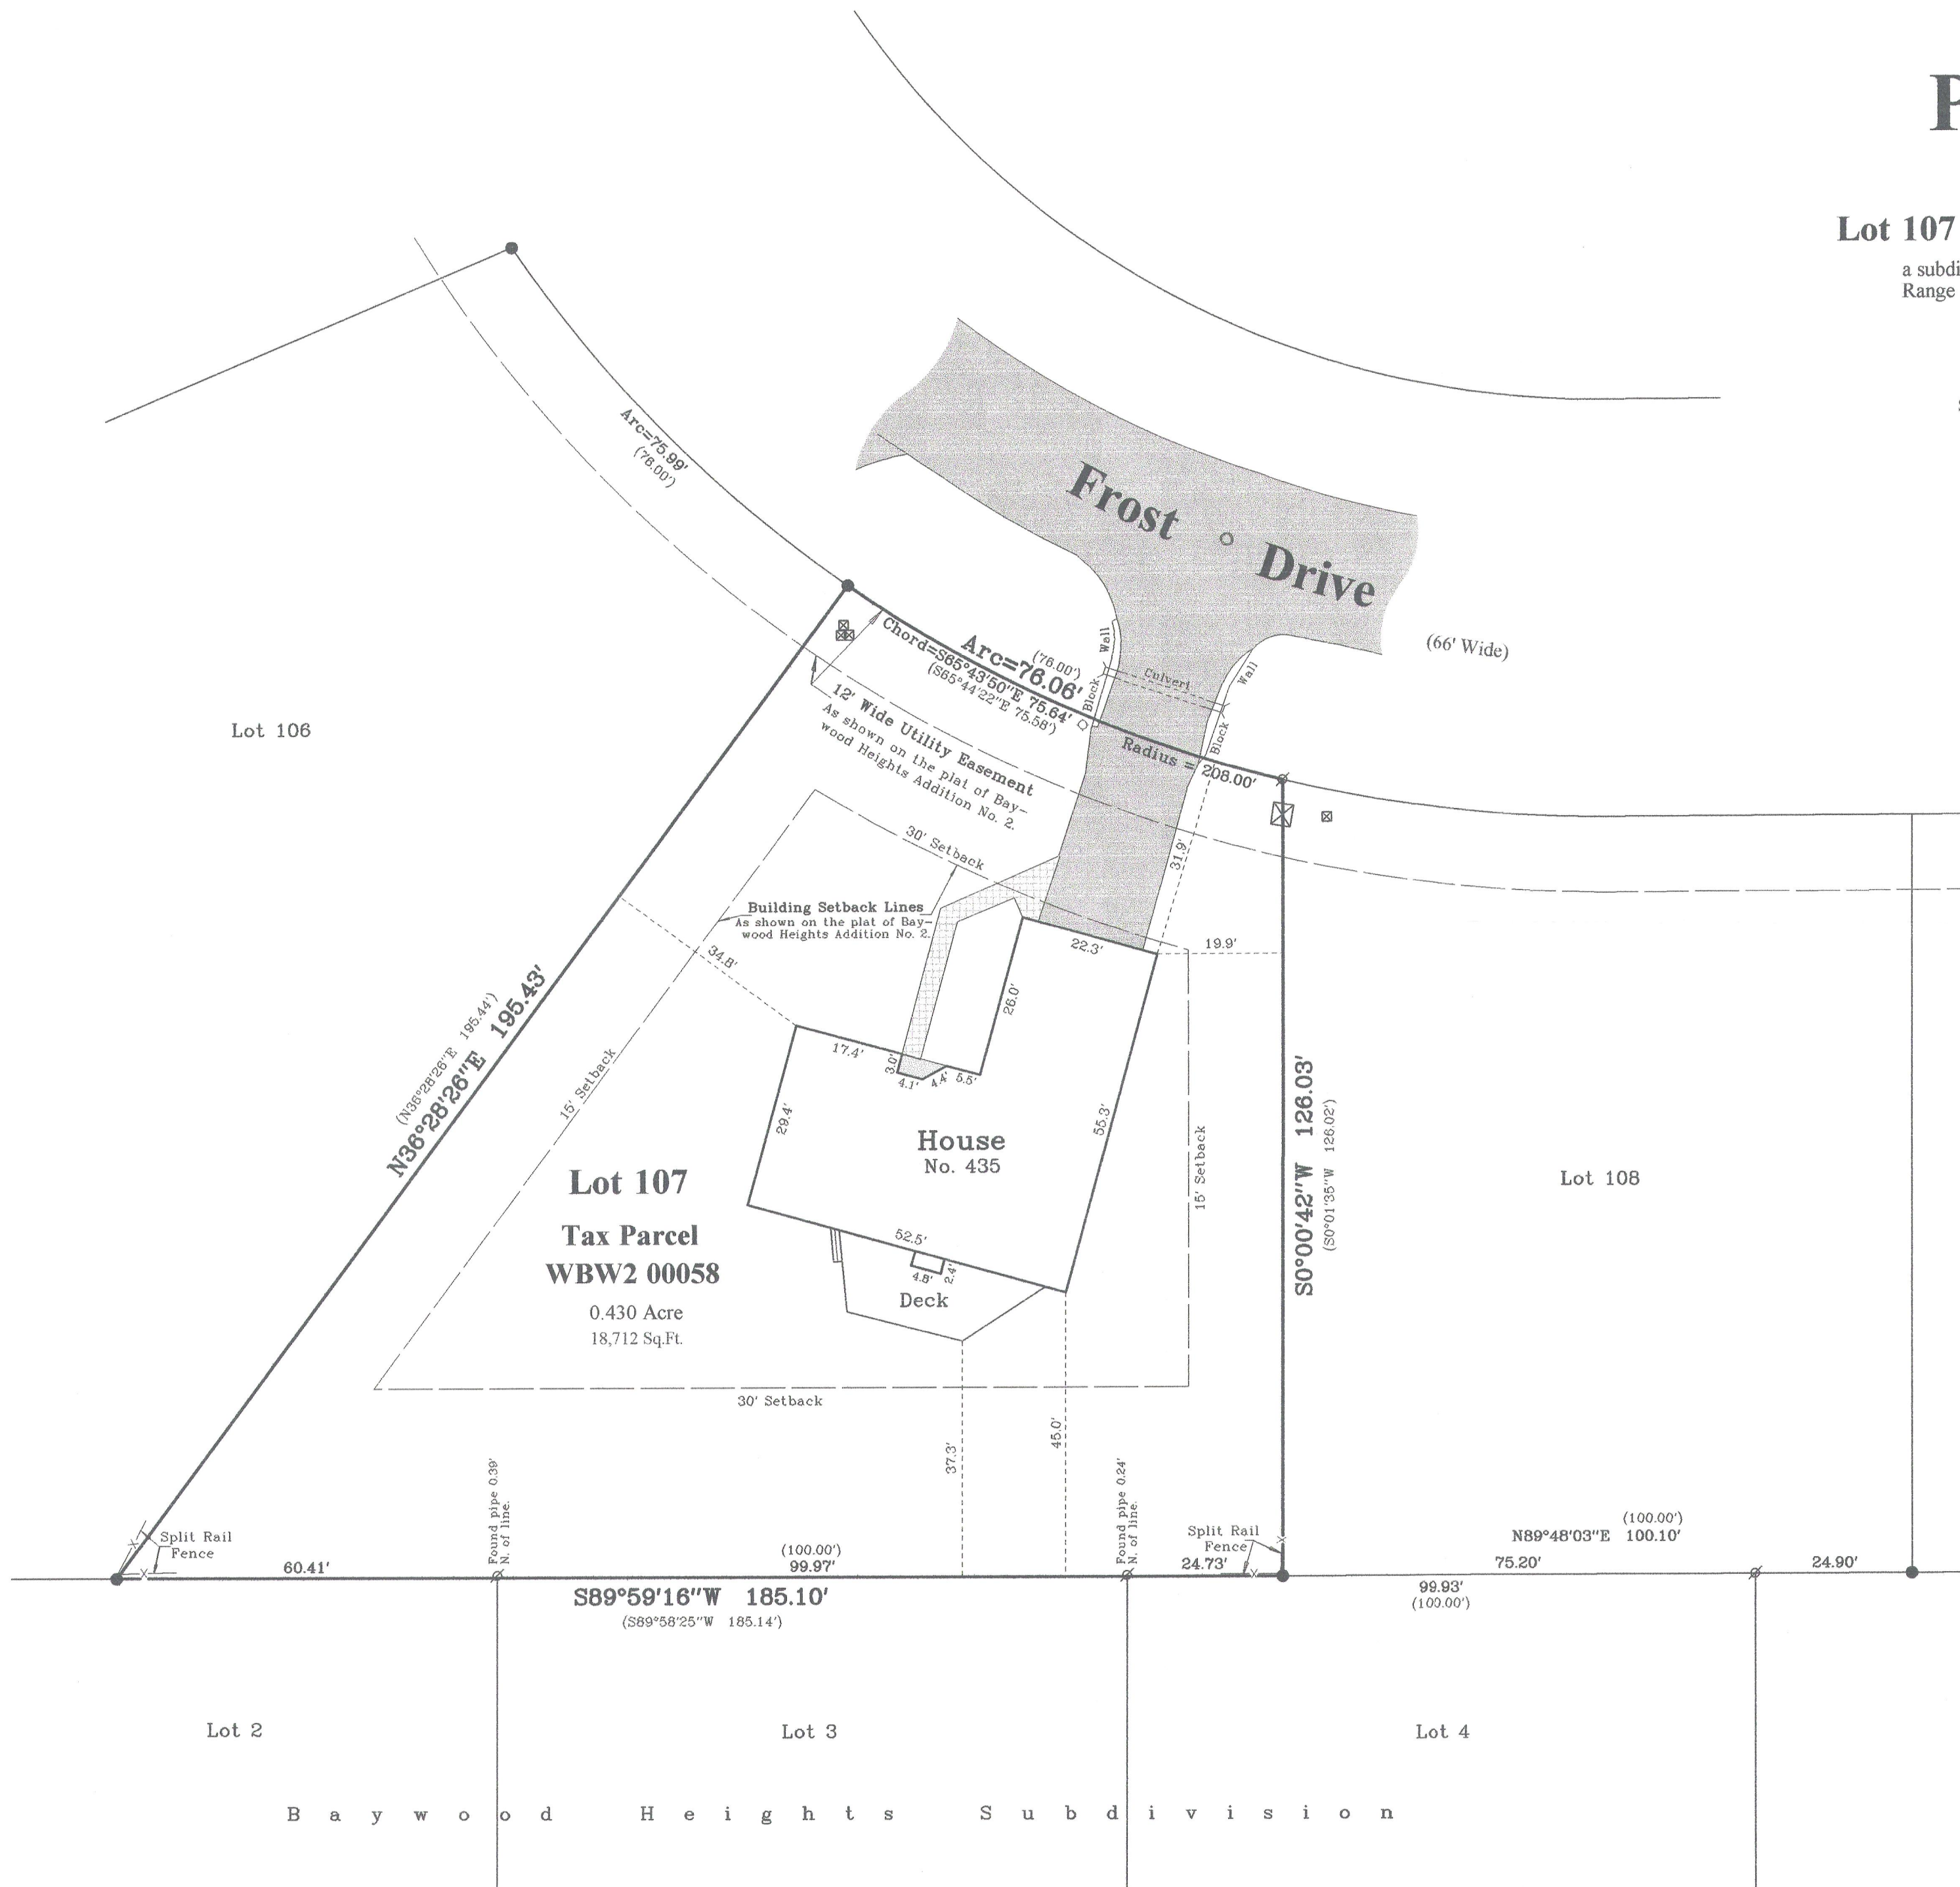 P
Lot 107
a subdi
Range
Arc=75.99'
(76.00')
Frost
Drive
(66' Wide)
Wall
Block
Culvert
Wall
Block
(76.00')
Arc=76.06'
Chord=S65°43'50"E 75.64'
(S65°44'22"E 75.58')
Radius = 208.00'
12' Wide Utility Easement
As shown on the plat of Bay-
wood Heights Addition No. 2.
Lot 106
30' Setback
31.9'
Building Setback Lines
As shown on the plat of Bay-
wood Heights Addition No. 2.
34.8'
22.3'
19.9'
26.0'
17.4'
3.0'
4.1'
4.4'
5.5'
(N36°28'26"E 195.44')
N36°28'26"E 195.43'
15' Setback
29.4'
55.3'
House
No. 435
15' Setback
S0°00'42"W 126.03'
(S0°01'35"W 126.02')
Lot 108
Lot 107
Tax Parcel
WBW2 00058
0.430 Acre
18,712 Sq.Ft.
52.5'
4.8'
2.4'
Deck
30' Setback
37.3'
45.0'
Found pipe 0.39'
N. of line.
Found pipe 0.24'
N. of line.
Split Rail
Fence
Split Rail
Fence
60.41'
(100.00')
99.97'
24.73'
(100.00')
N89°48'03"E 100.10'
75.20'
24.90'
S89°59'16"W 185.10'
(S89°58'25"W 185.14')
99.93'
(100.00')
Lot 2
Lot 3
Lot 4
Baywood Heights Subdivision